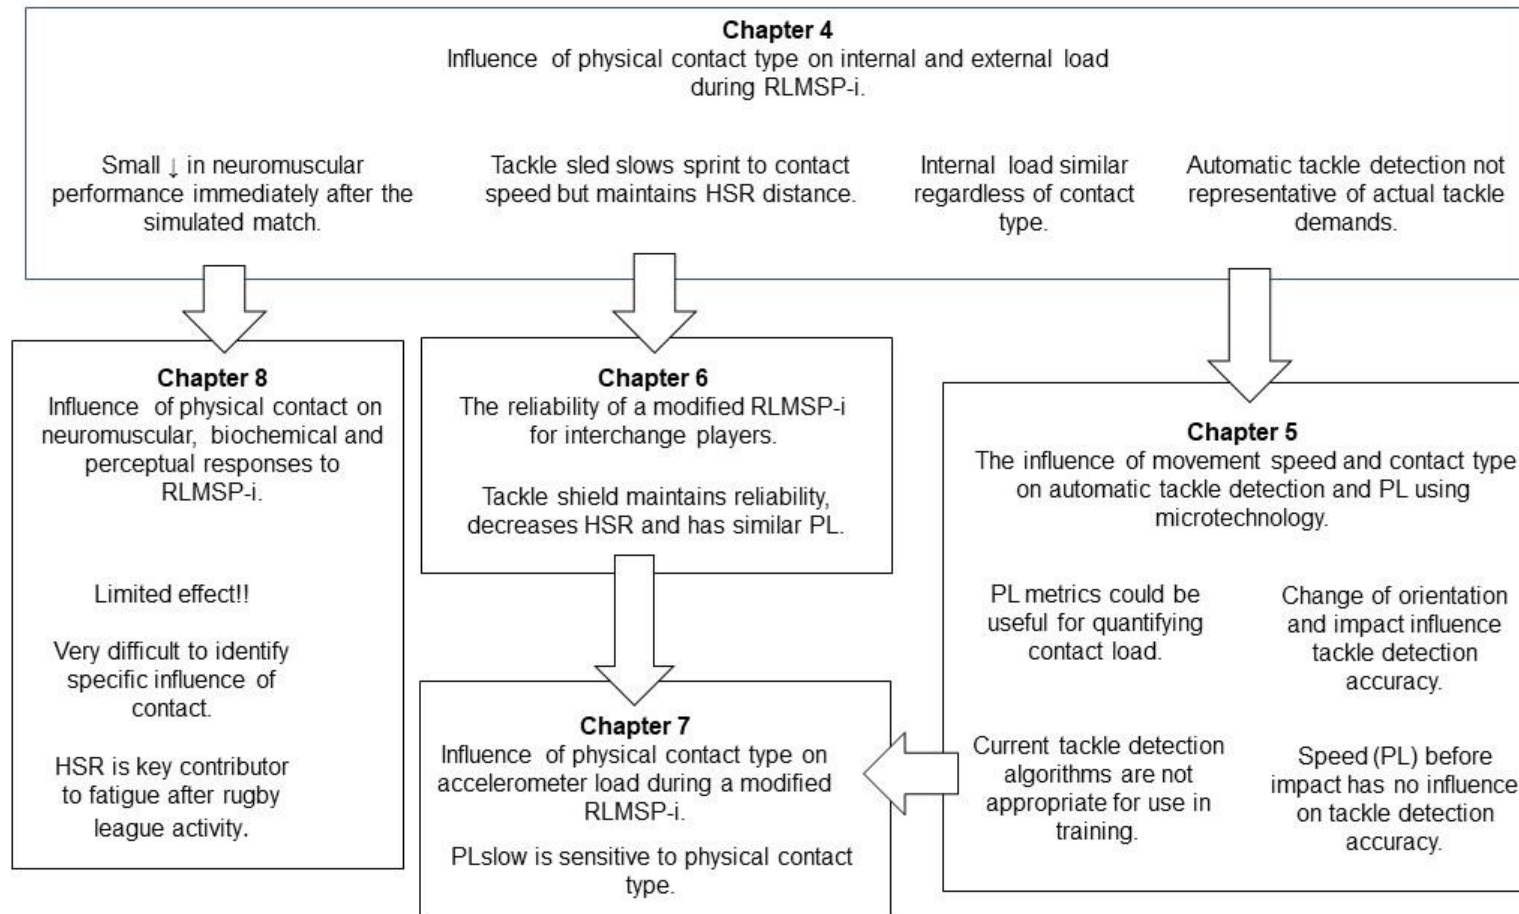 Chapter 4
Influence of physical contact type on internal and external load
during RLMSP-i.
Small ↓ in neuromuscular
performance immediately after the
simulated match.
Tackle sled slows sprint to contact
speed but maintains HSR distance.
Internal load similar
regardless of contact
type.
Automatic tackle detection not
representative of actual tackle
demands.
Chapter 8
Influence of physical contact on
neuromuscular, biochemical and
perceptual responses to
RLMSP-i.
Limited effect!!
Very difficult to identify
specific influence of
contact.
HSR is key contributor
to fatigue after rugby
league activity.
Chapter 6
The reliability of a modified RLMSP-i
for interchange players.
Tackle shield maintains reliability,
decreases HSR and has similar PL.
Chapter 7
Influence of physical contact type on
accelerometer load during a modified
RLMSP-i.
PLslow is sensitive to physical contact
type.
Chapter 5
The influence of movement speed and contact type
on automatic tackle detection and PL using
microtechnology.
PL metrics could be
useful for quantifying
contact load.
Change of orientation
and impact influence
tackle detection
accuracy.
Current tackle detection
algorithms are not
appropriate for use in
training.
Speed (PL) before
impact has no influence
on tackle detection
accuracy.